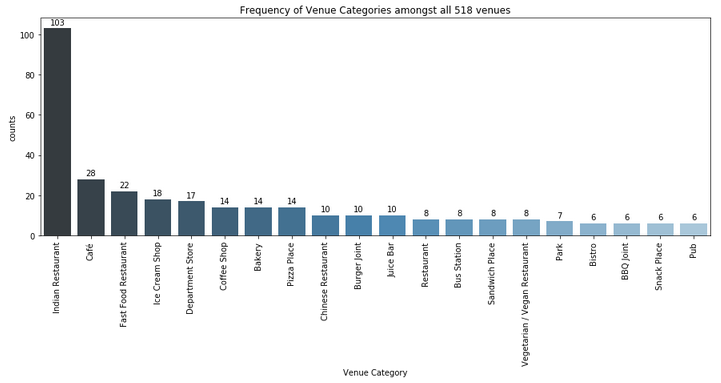 Frequency of Venue Categories amongst all 518 venues
counts
100
80
60
40
20
0
103
28
22
18
17
14
14
14
10
10
10
8
8
8
8
7
6
6
6
6
Indian Restaurant
Café
Fast Food Restaurant
Ice Cream Shop
Department Store
Coffee Shop
Bakery
Pizza Place
Chinese Restaurant
Burger Joint
Juice Bar
Restaurant
Bus Station
Sandwich Place
Vegetarian / Vegan Restaurant
Park
Bistro
BBQ Joint
Snack Place
Pub
Venue Category